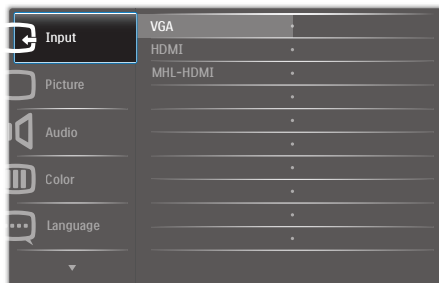 Input
VGA
HDMI
MHL-HDMI
Picture
Audio
Color
Language